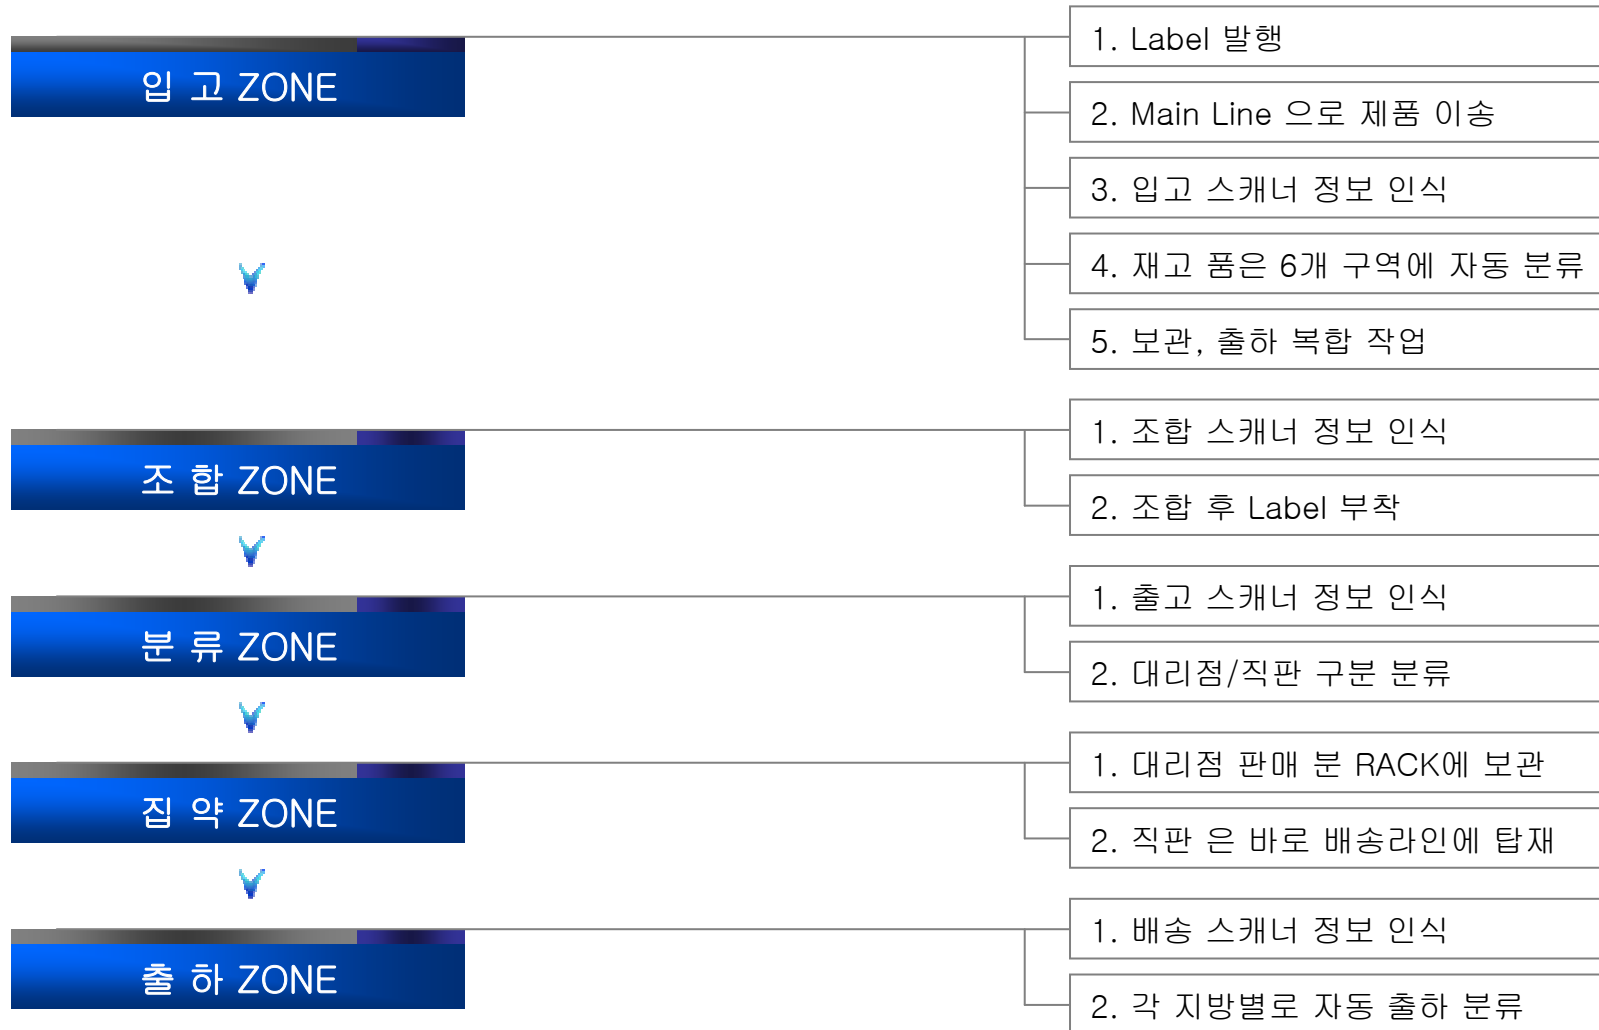 입 고 ZONE
1. Label 발행
2. Main Line 으로 제품 이송
3. 입고 스캐너 정보 인식
4. 재고 품은 6개 구역에 자동 분류
5. 보관, 출하 복합 작업
조 합 ZONE
1. 조합 스캐너 정보 인식
2. 조합 후 Label 부착
분 류 ZONE
1. 출고 스캐너 정보 인식
2. 대리점/직판 구분 분류
집 약 ZONE
1. 대리점 판매 분 RACK에 보관
2. 직판 은 바로 배송라인에 탑재
출 하 ZONE
1. 배송 스캐너 정보 인식
2. 각 지방별로 자동 출하 분류